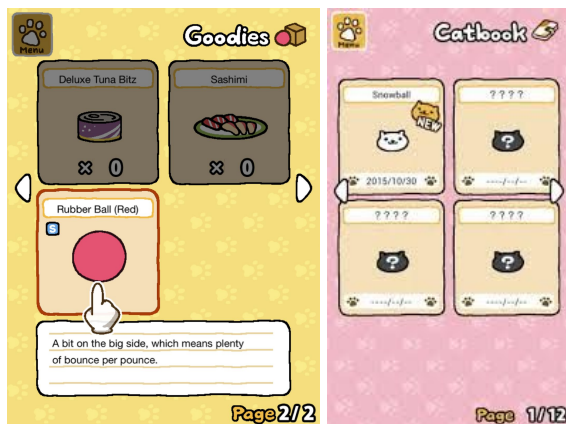 Menu
Goodies
Deluxe Tuna Bitz
Sashimi
× 0
× 0
Rubber Ball (Red)
S
A bit on the big side, which means plenty
of bounce per pounce.
Page 2/2
Menu
Catbook
Snowball
????
NEW
?
2015/10/30
----/--/--
????
????
?
?
----/--/--
----/--/--
Page 1/12